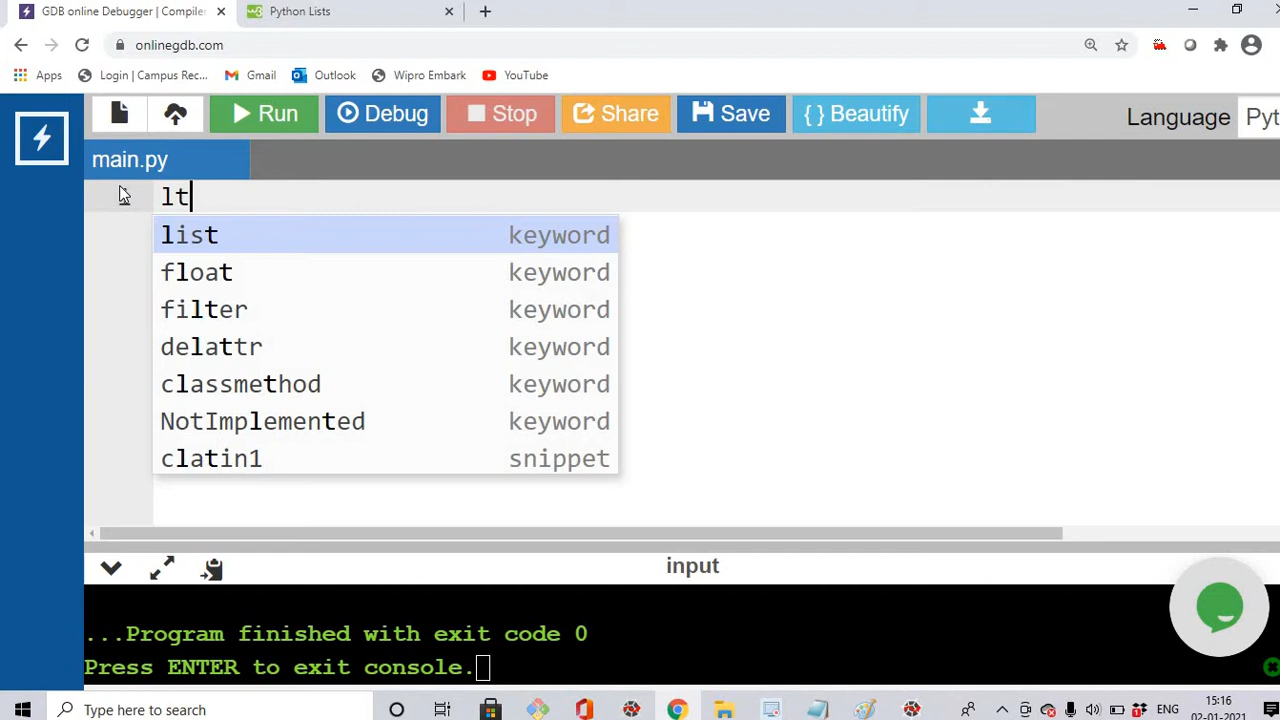 GDB online Debugger | Compiler
Python Lists
onlinegdb.com
Apps
Login | Campus Rec...
Gmail
Outlook
Wipro Embark
YouTube
Run
Debug
Stop
Share
Save
{ } Beautify
Language
Pyt
main.py
lt
list keyword
float keyword
filter keyword
delattr keyword
classmethod keyword
NotImplemented keyword
clatin1 snippet
input
...Program finished with exit code 0
Press ENTER to exit console.
Type here to search
ENG
15:16
02-01-2021